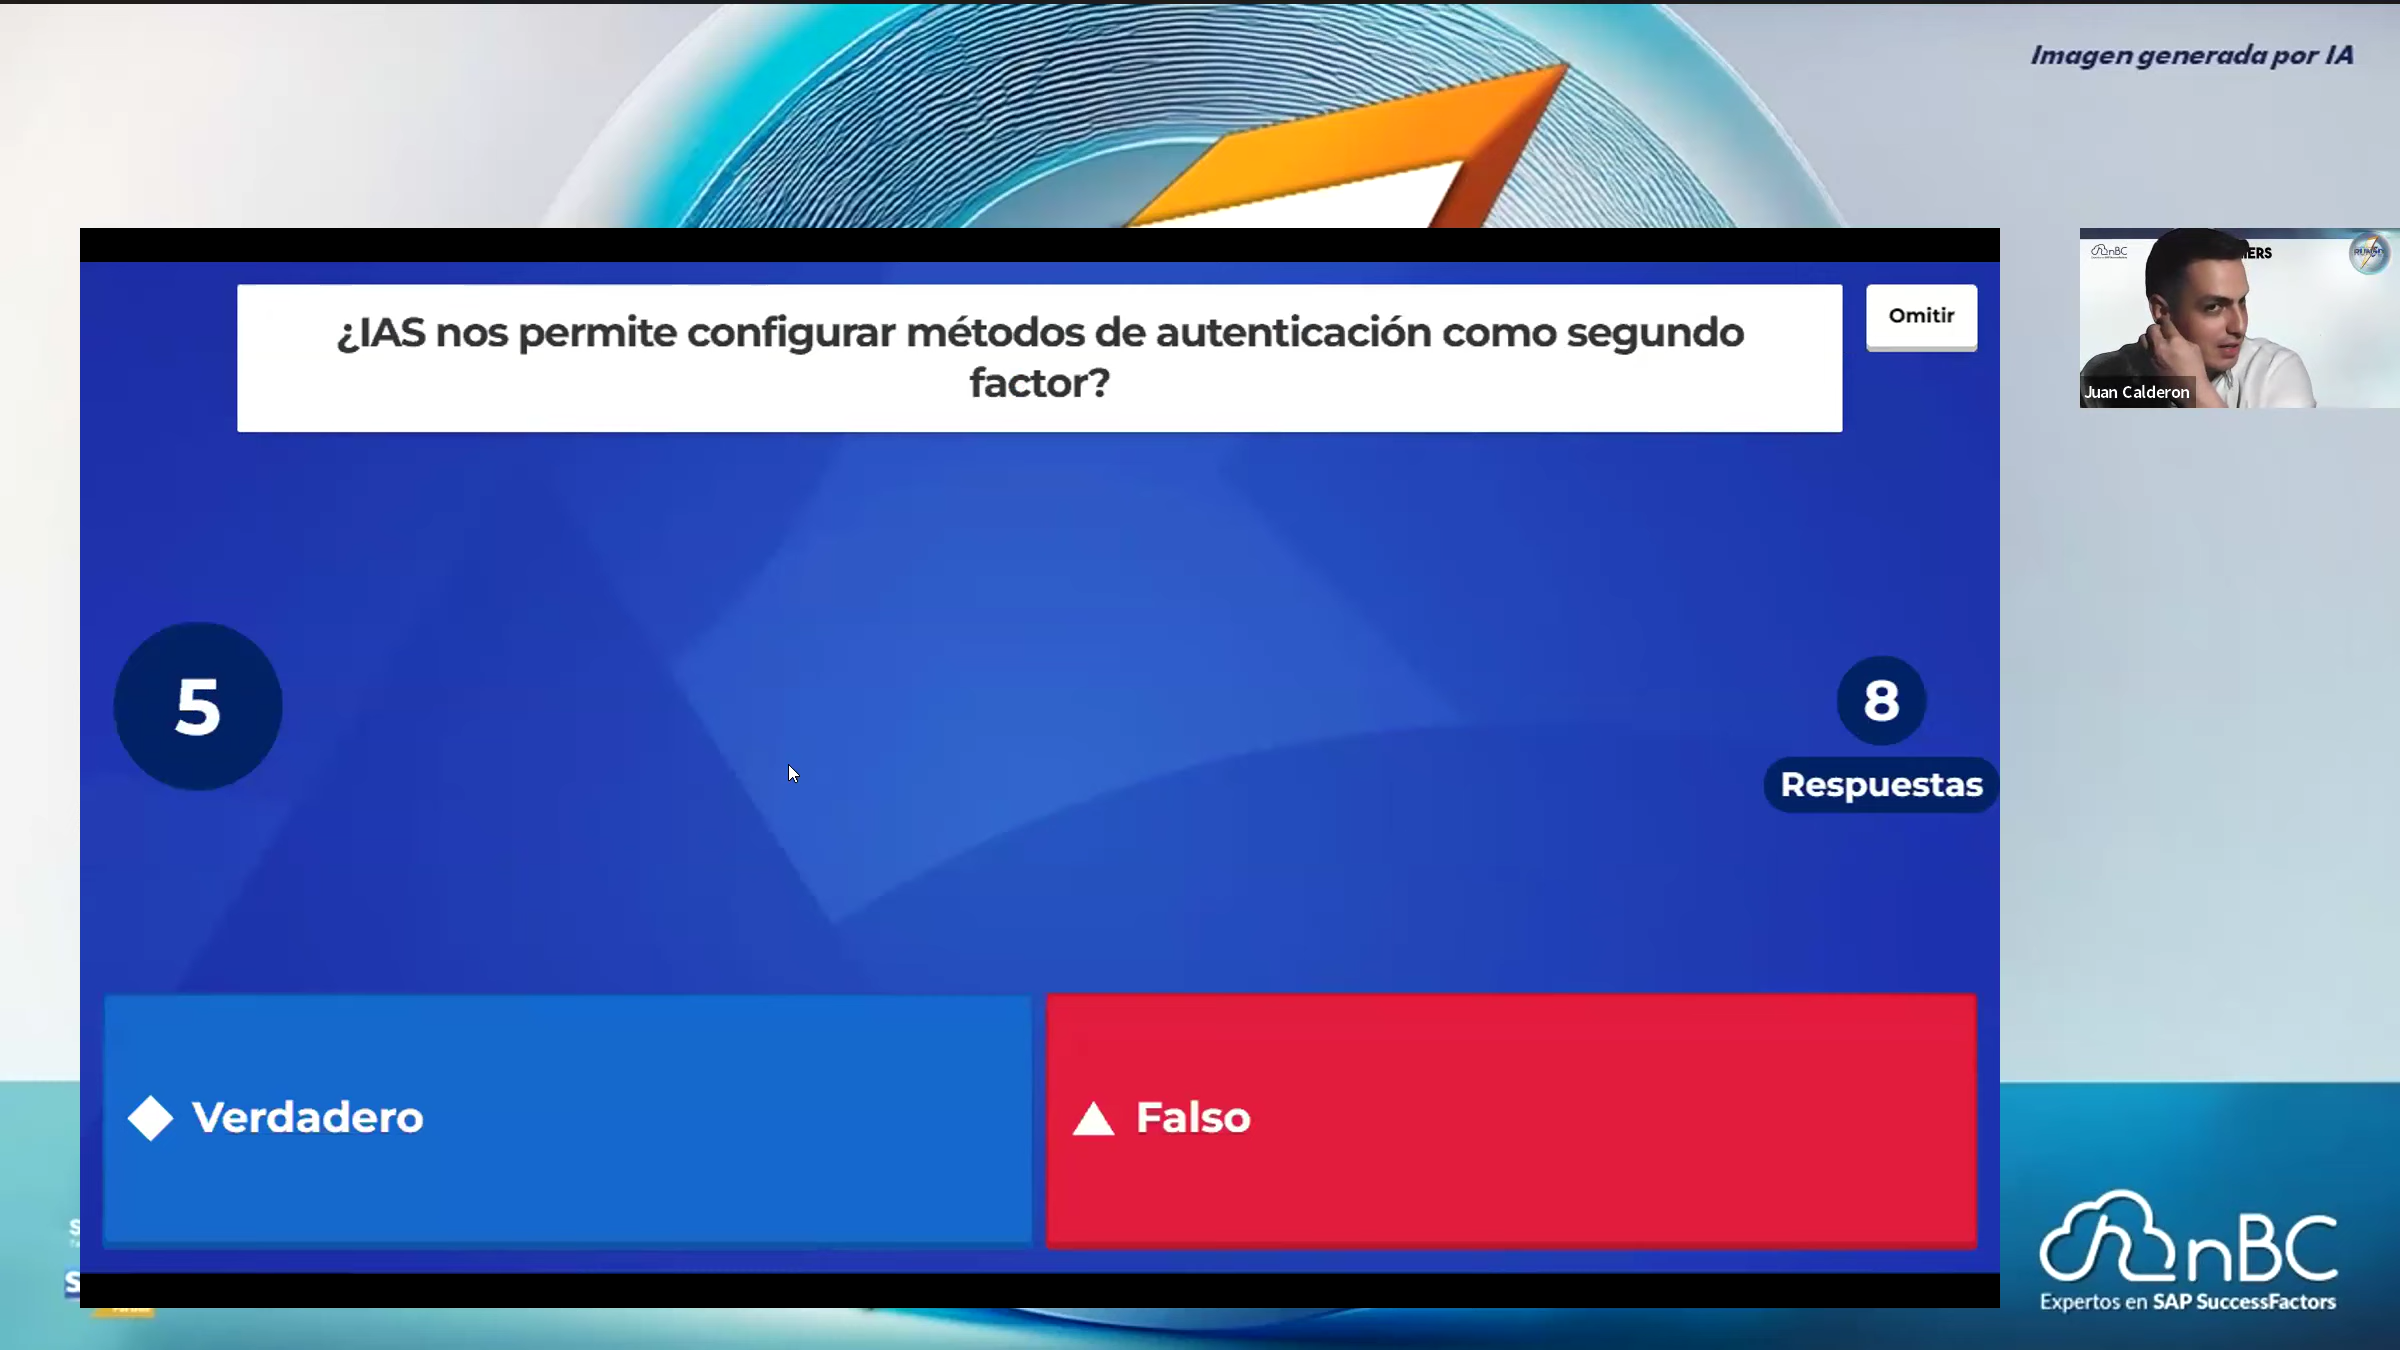 Imagen generada por IA
¿IAS nos permite configurar métodos de autenticación como segundo
factor?
Omitir
nBC
Juan Calderon
5
8
Respuestas
Verdadero
Falso
nBC
Expertos en SAP SuccessFactors